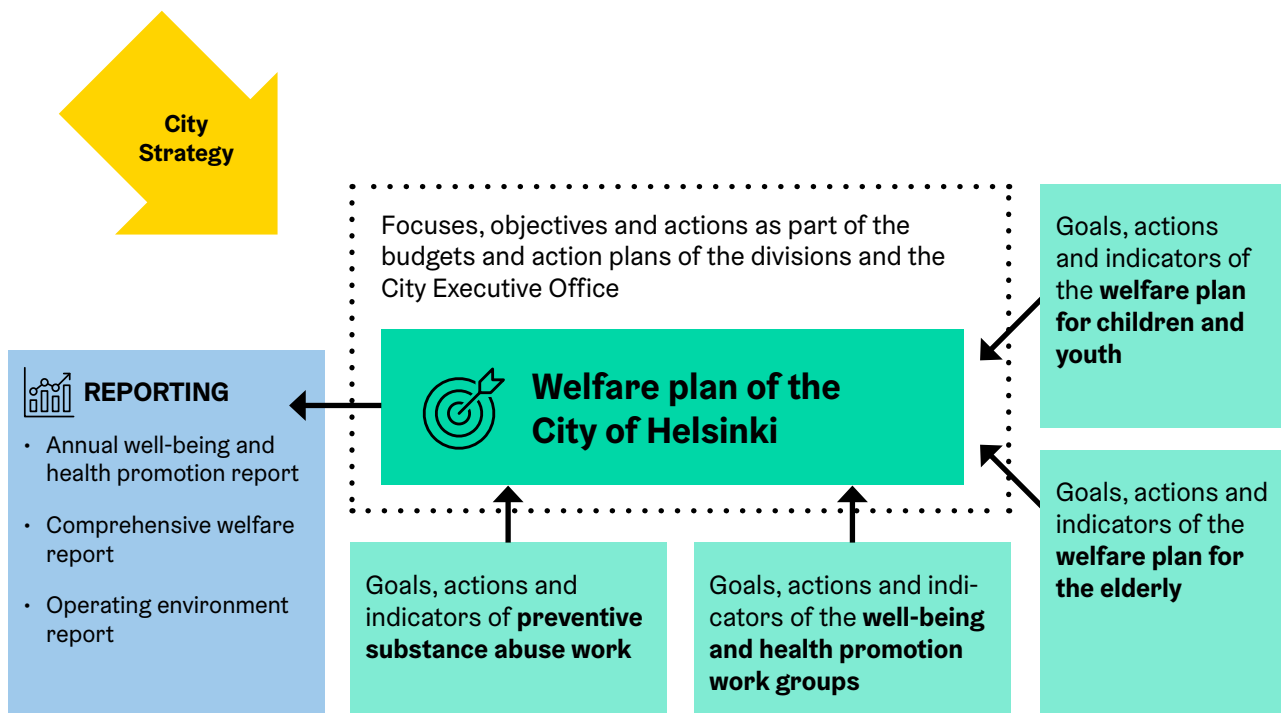 City
Strategy
Focuses, objectives and actions as part of the
budgets and action plans of the divisions and the
City Executive Office
Welfare plan of the
City of Helsinki
REPORTING
• Annual well-being and
health promotion report
• Comprehensive welfare
report
• Operating environment
report
Goals, actions and
indicators of preventive
substance abuse work
Goals, actions and indi-
cators of the well-being
and health promotion
work groups
Goals, actions
and indicators of
the welfare plan
for children and
youth
Goals, actions and
indicators of the
welfare plan for
the elderly